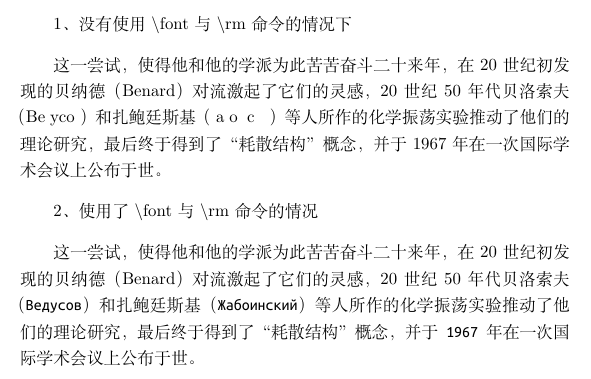 1、没有使用 \font 与 \rm 命令的情况下
这一尝试，使得他和他的学派为此苦苦奋斗二十来年，在 20 世纪初发
现的贝纳德（Benard）对流激起了它们的灵感，20 世纪 50 年代贝洛索夫
（Ве усо ）和扎鲍廷斯基（ а о  с   ）等人所作的化学振荡实验推动了他们的
理论研究，最后终于得到了“耗散结构”概念，并于 1967 年在一次国际学
术会议上公布于世。
2、使用了 \font 与 \rm 命令的情况
这一尝试，使得他和他的学派为此苦苦奋斗二十来年，在 20 世纪初发
现的贝纳德（Benard）对流激起了它们的灵感，20 世纪 50 年代贝洛索夫
（Ведусов）和扎鲍廷斯基（Жабоинский）等人所作的化学振荡实验推动了他
们的理论研究，最后终于得到了“耗散结构”概念，并于 1967 年在一次国
际学术会议上公布于世。